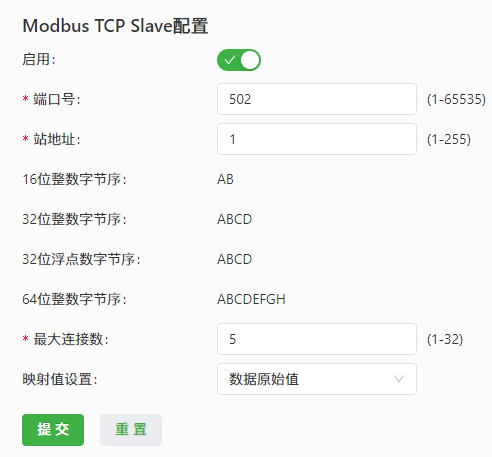 Modbus TCP Slave配置
启用：
* 端口号： 502 (1-65535)
* 站地址： 1 (1-255)
16位整数字节序： AB
32位整数字节序： ABCD
32位浮点数字节序： ABCD
64位整数字节序： ABCDEFGH
* 最大连接数： 5 (1-32)
映射值设置： 数据原始值
提 交 重 置